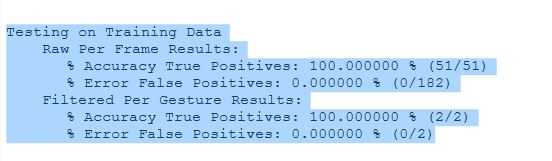 Testing on Training Data
Raw Per Frame Results:
% Accuracy True Positives: 100.000000 % (51/51)
% Error False Positives: 0.000000 % (0/182)
Filtered Per Gesture Results:
% Accuracy True Positives: 100.000000 % (2/2)
% Error False Positives: 0.000000 % (0/2)